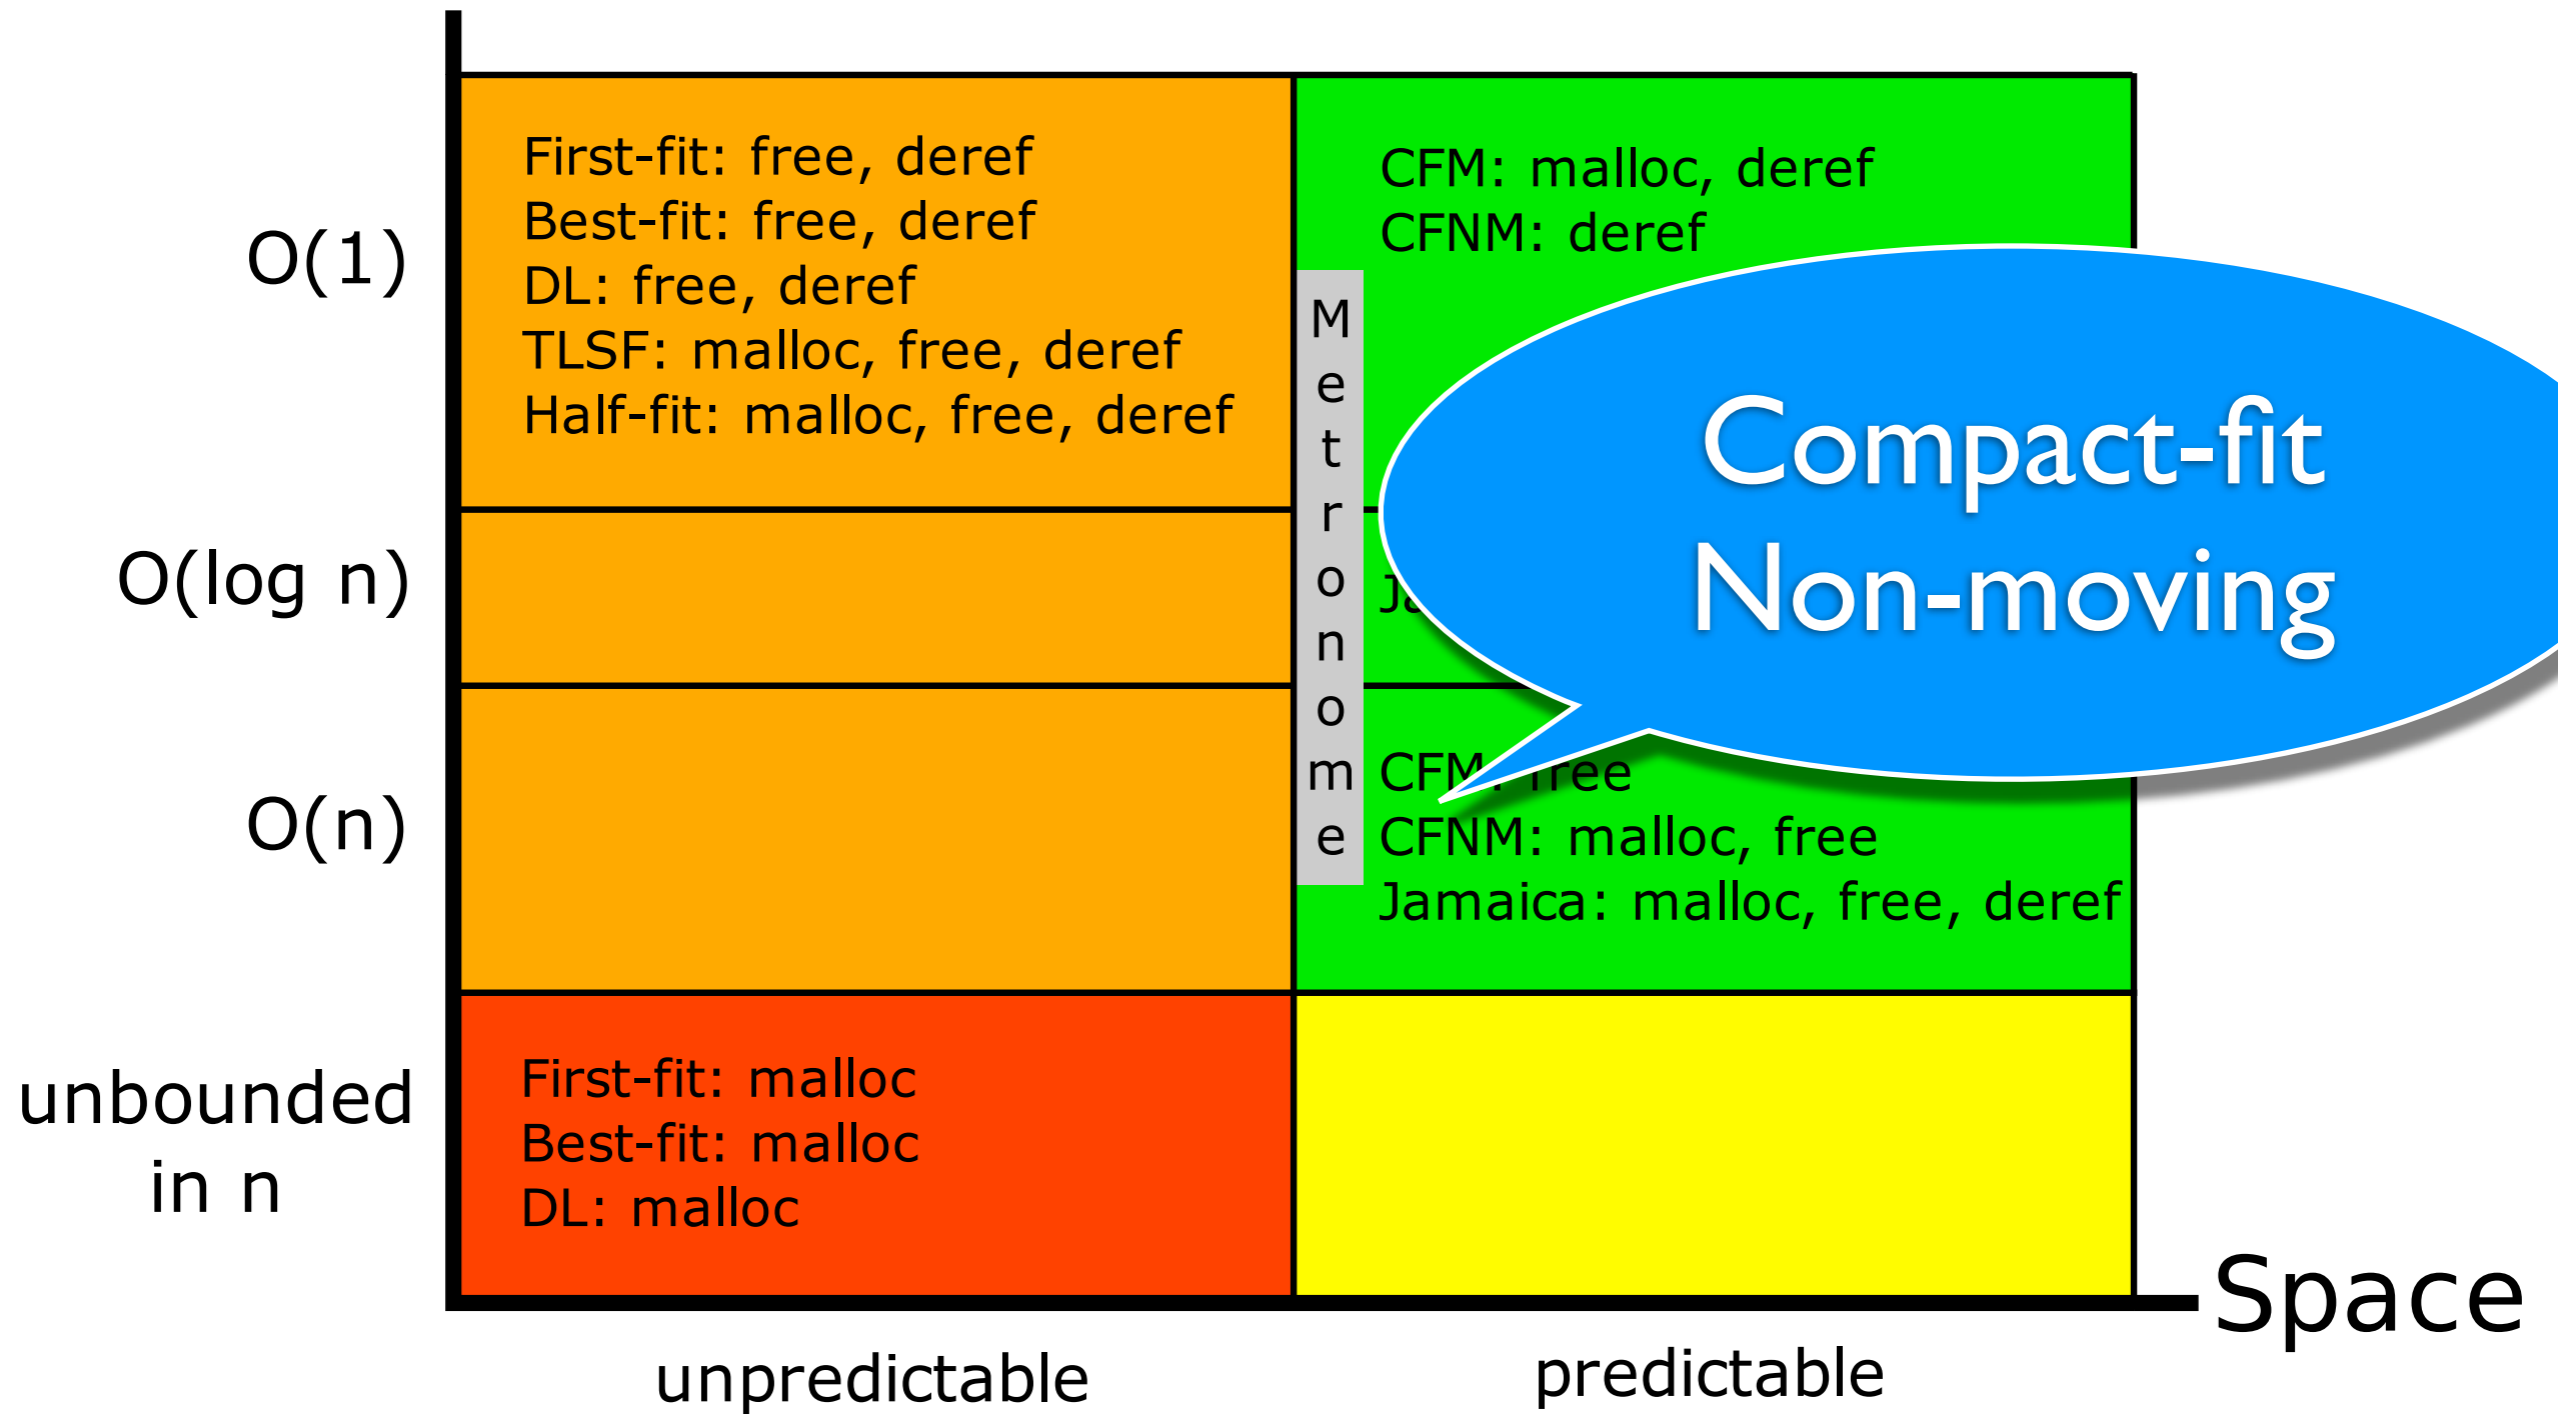 O(1)
First-fit: free, deref
Best-fit: free, deref
DL: free, deref
TLSF: malloc, free, deref
Half-fit: malloc, free, deref
CFM: malloc, deref
CFNM: deref
Metronome
Compact-fit
Non-moving
O(log n)
O(n)
CFM: free
CFNM: malloc, free
Jamaica: malloc, free, deref
unbounded
in n
First-fit: malloc
Best-fit: malloc
DL: malloc
Space
unpredictable
predictable